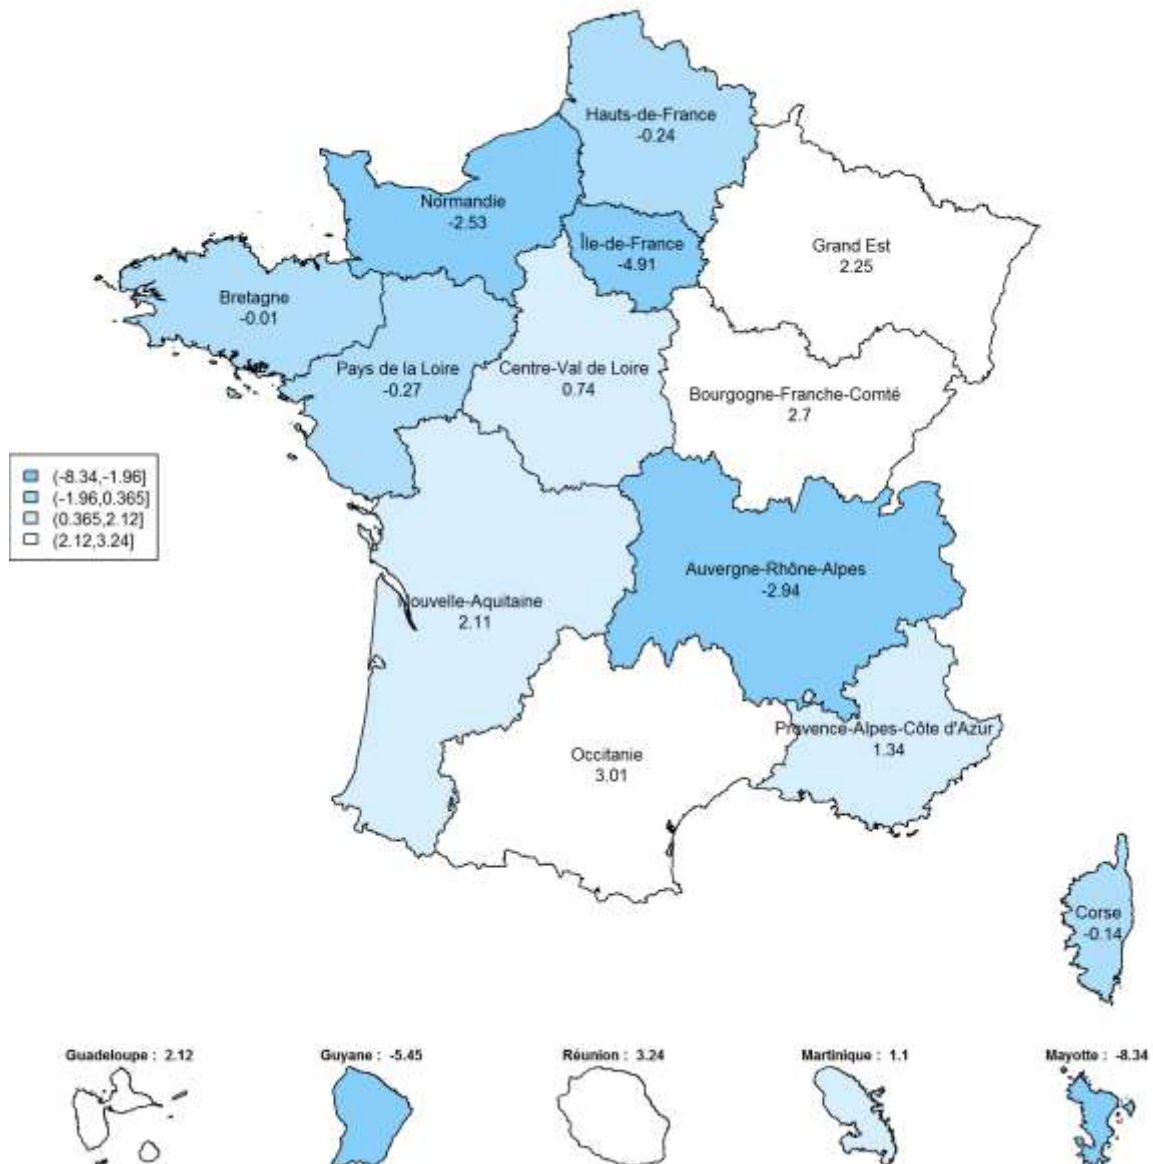 Hauts-de-France
-0.24
Normandie
-2.53
Île-de-France
-4.91
Grand Est
2.25
Bretagne
-0.01
Pays de la Loire
-0.27
Centre-Val de Loire
0.74
Bourgogne-Franche-Comté
2.7
(-8.34,-1.96]
(-1.96,0.365]
(0.365,2.12]
(2.12,3.24]
Auvergne-Rhône-Alpes
-2.94
Nouvelle-Aquitaine
2.11
Provence-Alpes-Côte d'Azur
1.34
Occitanie
3.01
Corse
-0.14
Guadeloupe : 2.12
Guyane : -5.45
Réunion : 3.24
Martinique : 1.1
Mayotte : -8.34